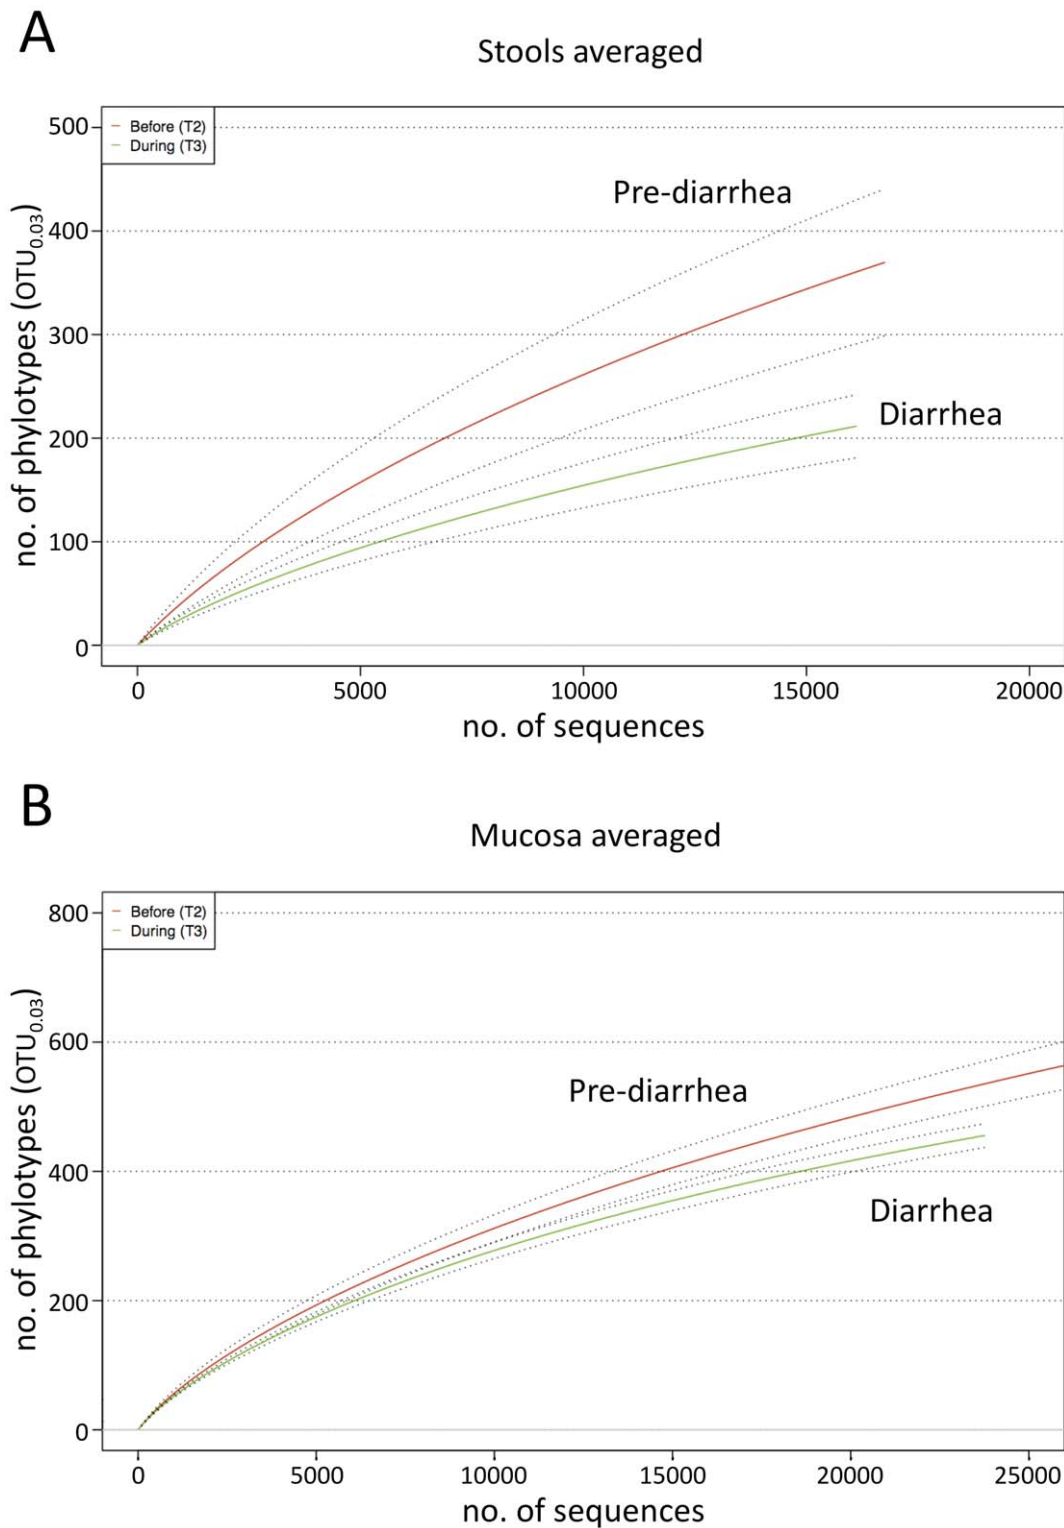 A
Stools averaged
Before (T2)
During (T3)
500
400
300
200
100
0
no. of phylotypes (OTU0.03)
Pre-diarrhea
Diarrhea
0 5000 10000 15000 20000
no. of sequences
B
Mucosa averaged
Before (T2)
During (T3)
800
600
400
200
0
no. of phylotypes (OTU0.03)
Pre-diarrhea
Diarrhea
0 5000 10000 15000 20000 25000
no. of sequences